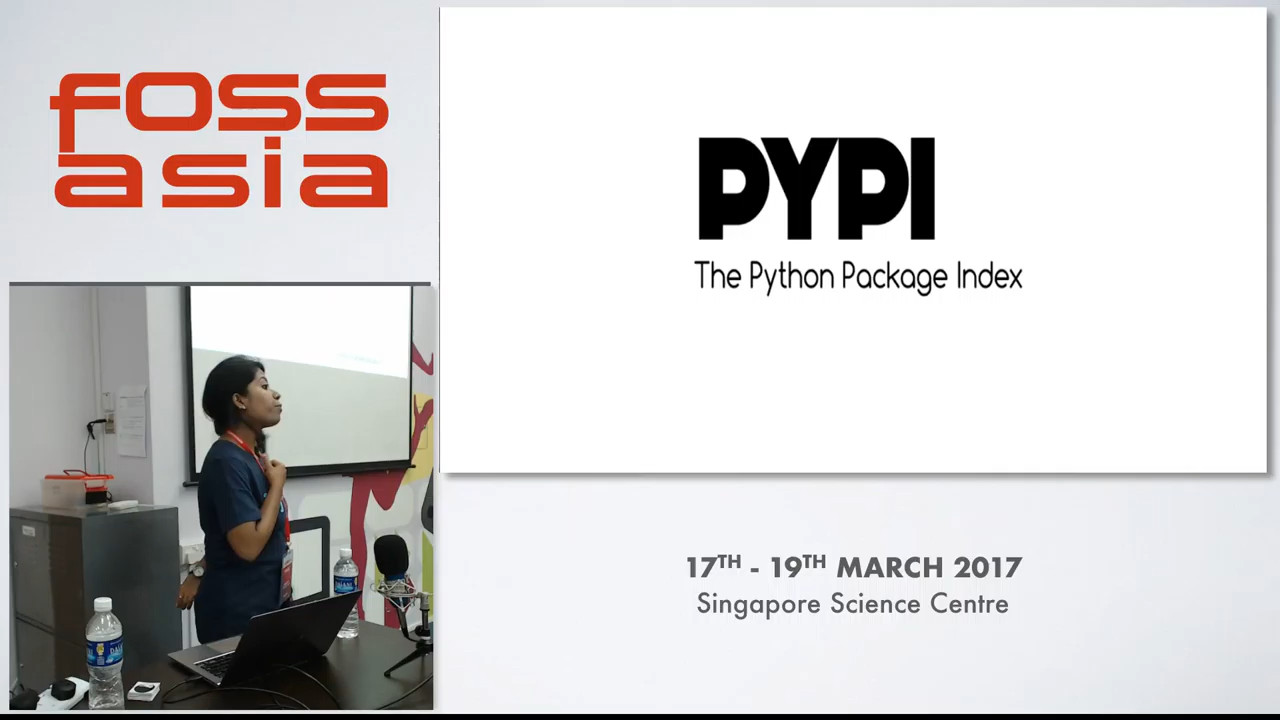 foss
asia
PYPI
The Python Package Index
17TH - 19TH MARCH 2017
Singapore Science Centre